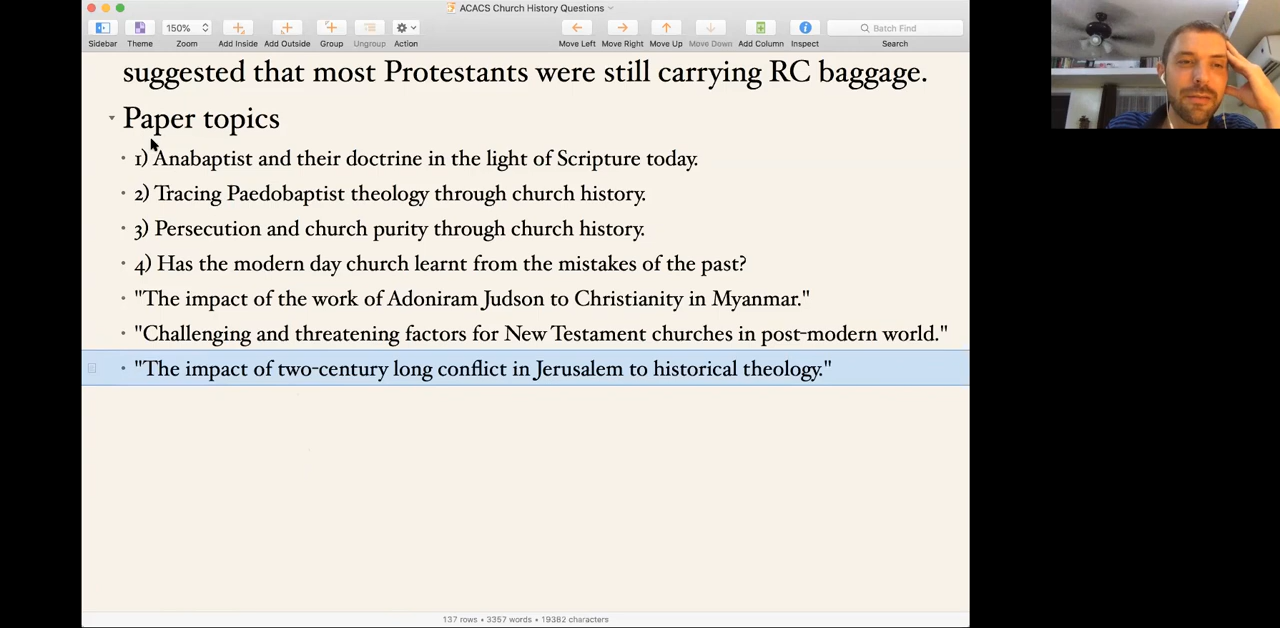 ACACS Church History Questions
150%
Sidebar Theme Zoom Add Inside Add Outside Group Ungroup Action Move Left Move Right Move Up Move Down Add Column Inspect Search
Batch Find
suggested that most Protestants were still carrying RC baggage.
Paper topics
1) Anabaptist and their doctrine in the light of Scripture today.
2) Tracing Paedobaptist theology through church history.
3) Persecution and church purity through church history.
4) Has the modern day church learnt from the mistakes of the past?
"The impact of the work of Adoniram Judson to Christianity in Myanmar."
"Challenging and threatening factors for New Testament churches in post-modern world."
"The impact of two-century long conflict in Jerusalem to historical theology."
137 rows • 3357 words • 19382 characters